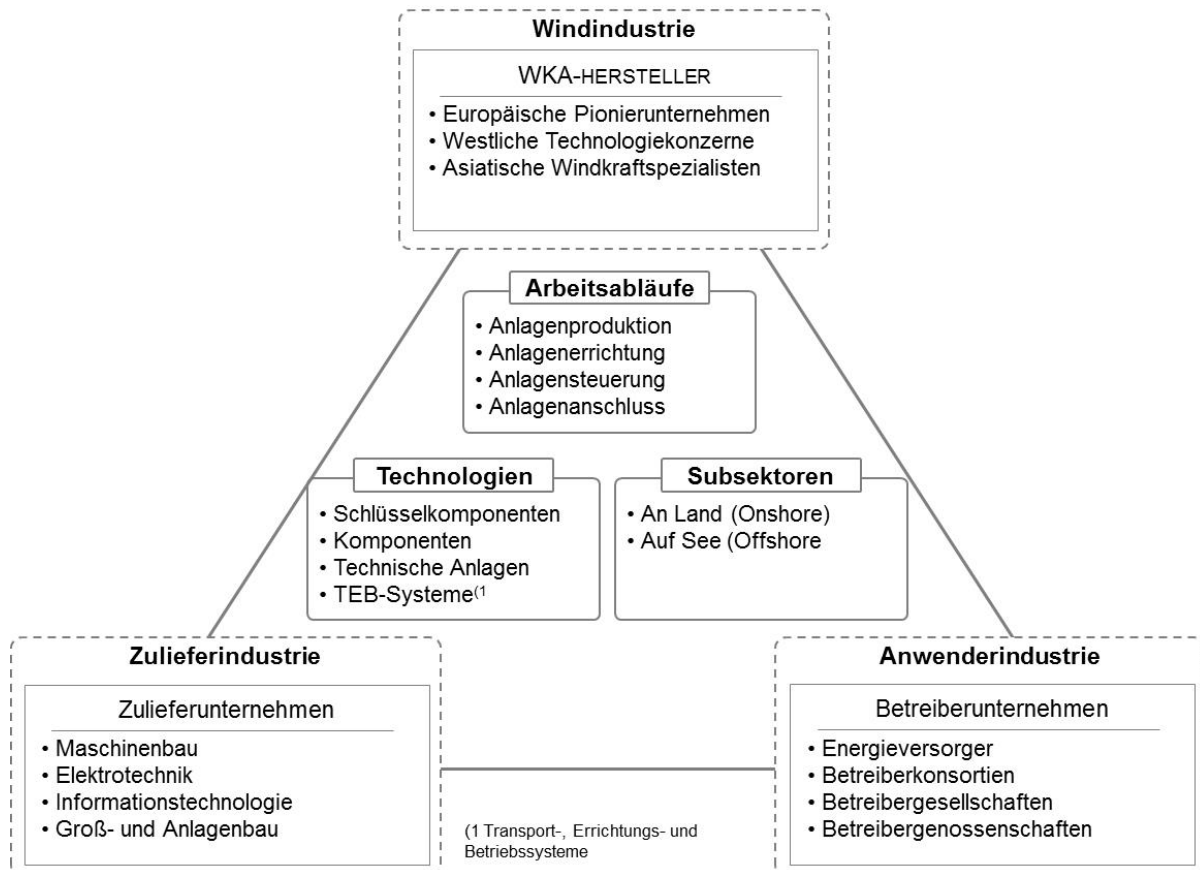 Windindustrie
WKA-HERSTELLER
• Europäische Pionierunternehmen
• Westliche Technologiekonzerne
• Asiatische Windkraftspezialisten
Arbeitsabläufe
• Anlagenproduktion
• Anlagenerrichtung
• Anlagensteuerung
• Anlagenanschluss
Technologien
• Schlüsselkomponenten
• Komponenten
• Technische Anlagen
• TEB-Systeme(1
Subsektoren
• An Land (Onshore)
• Auf See (Offshore
Zulieferindustrie
Zulieferunternehmen
• Maschinenbau
• Elektrotechnik
• Informationstechnologie
• Groß- und Anlagenbau
(1 Transport-, Errichtungs- und
Betriebssysteme
Anwenderindustrie
Betreiberunternehmen
• Energieversorger
• Betreiberkonsortien
• Betreibergesellschaften
• Betreibergenossenschaften